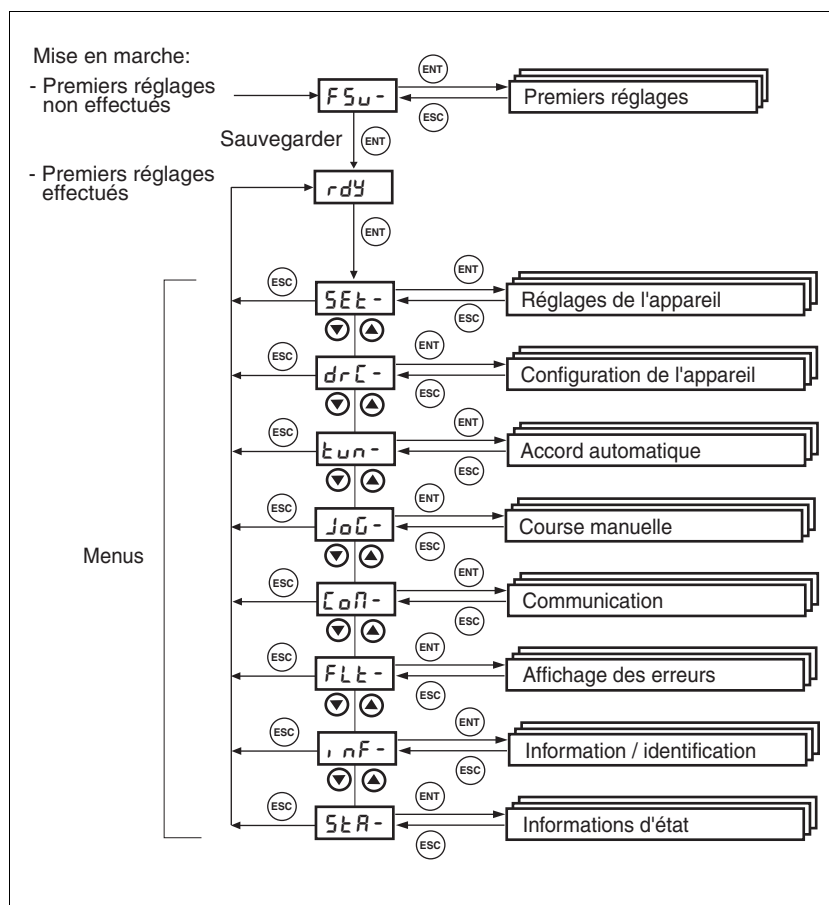 Mise en marche:
- Premiers réglages
non effectués
FSu-
ENT
ESC
Premiers réglages
Sauvegarder
ENT
- Premiers réglages
effectués
rdY
ENT
Menus
ESC
SEt-
ENT
ESC
Réglages de l'appareil
ESC
drC-
ENT
ESC
Configuration de l'appareil
ESC
tun-
ENT
ESC
Accord automatique
ESC
JoG-
ENT
ESC
Course manuelle
ESC
CoM-
ENT
ESC
Communication
ESC
FLt-
ENT
ESC
Affichage des erreurs
ESC
inF-
ENT
ESC
Information / identification
ESC
StA-
ENT
ESC
Informations d'état